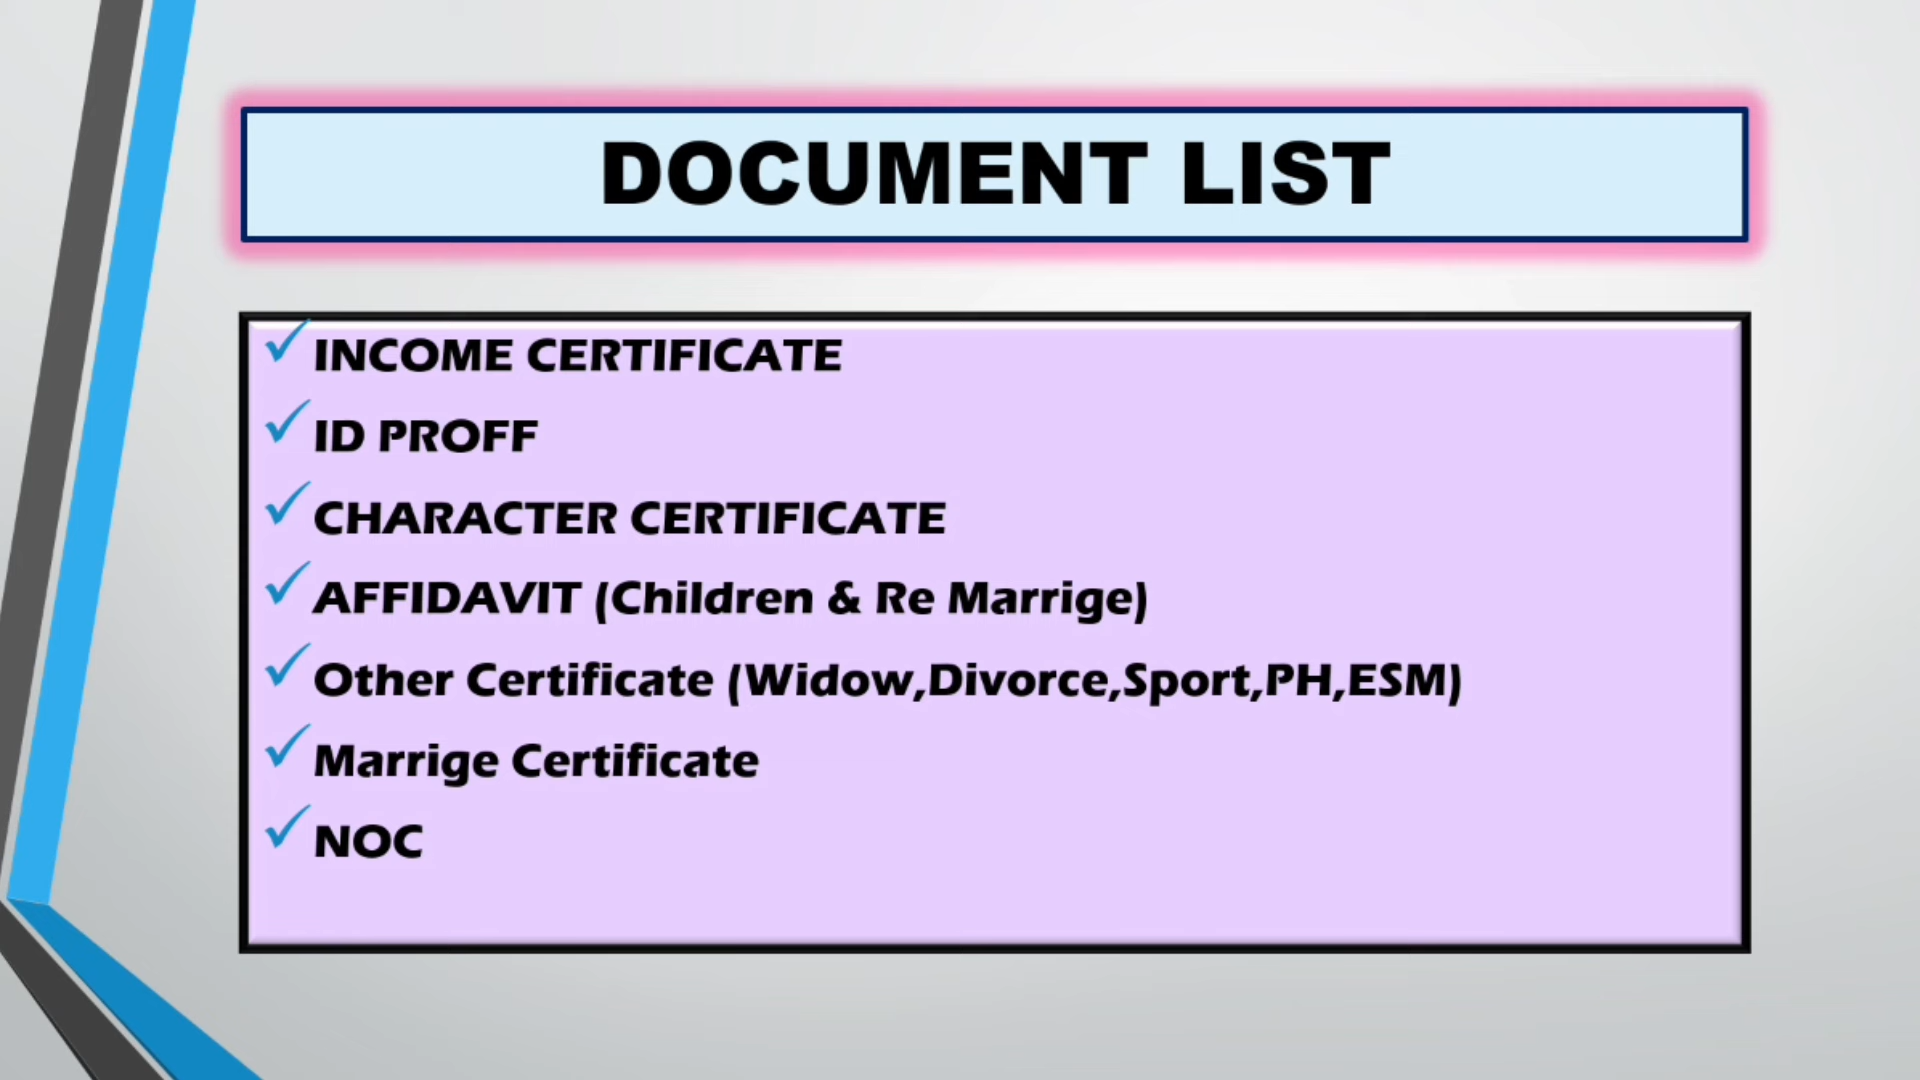 DOCUMENT LIST
INCOME CERTIFICATE
ID PROFF
CHARACTER CERTIFICATE
AFFIDAVIT (Children & Re Marrige)
Other Certificate (Widow,Divorce,Sport,PH,ESM)
Marrige Certificate
NOC